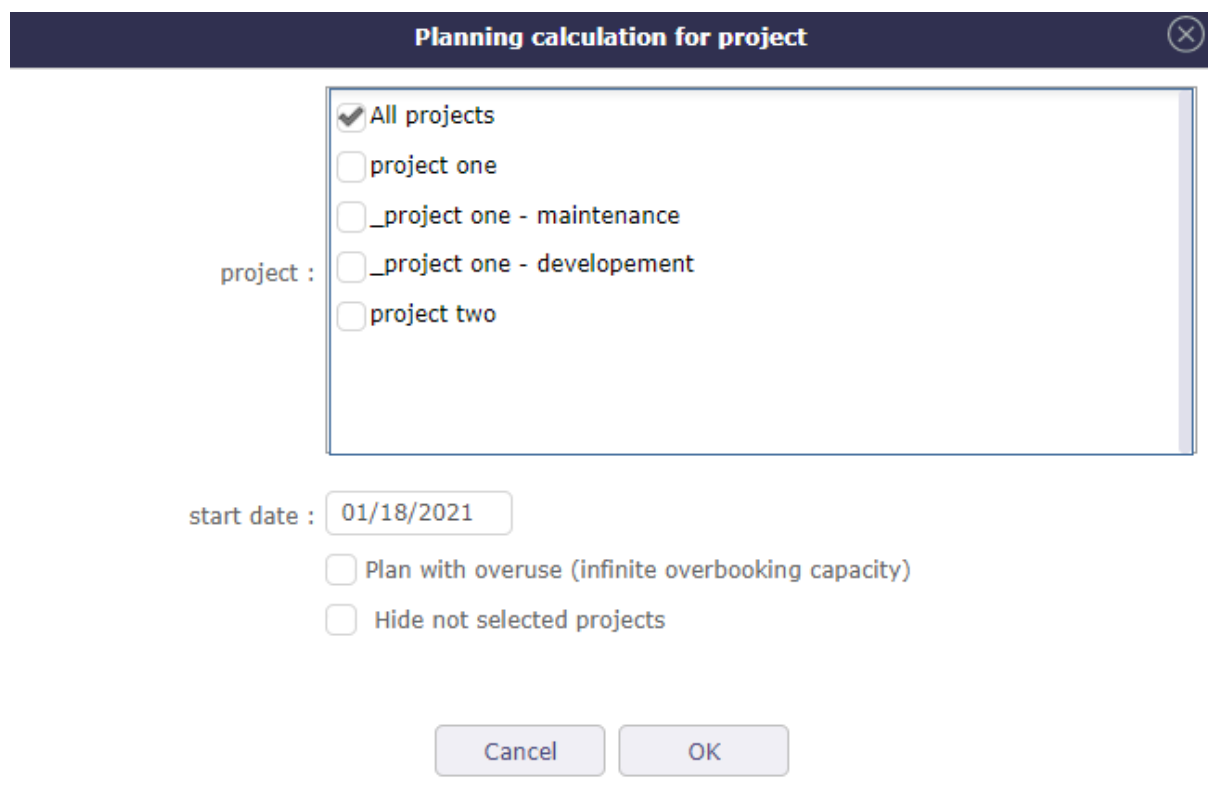 Planning calculation for project
All projects
project one
_project one - maintenance
project : _project one - developement
project two
start date : 01/18/2021
Plan with overuse (infinite overbooking capacity)
Hide not selected projects
Cancel OK